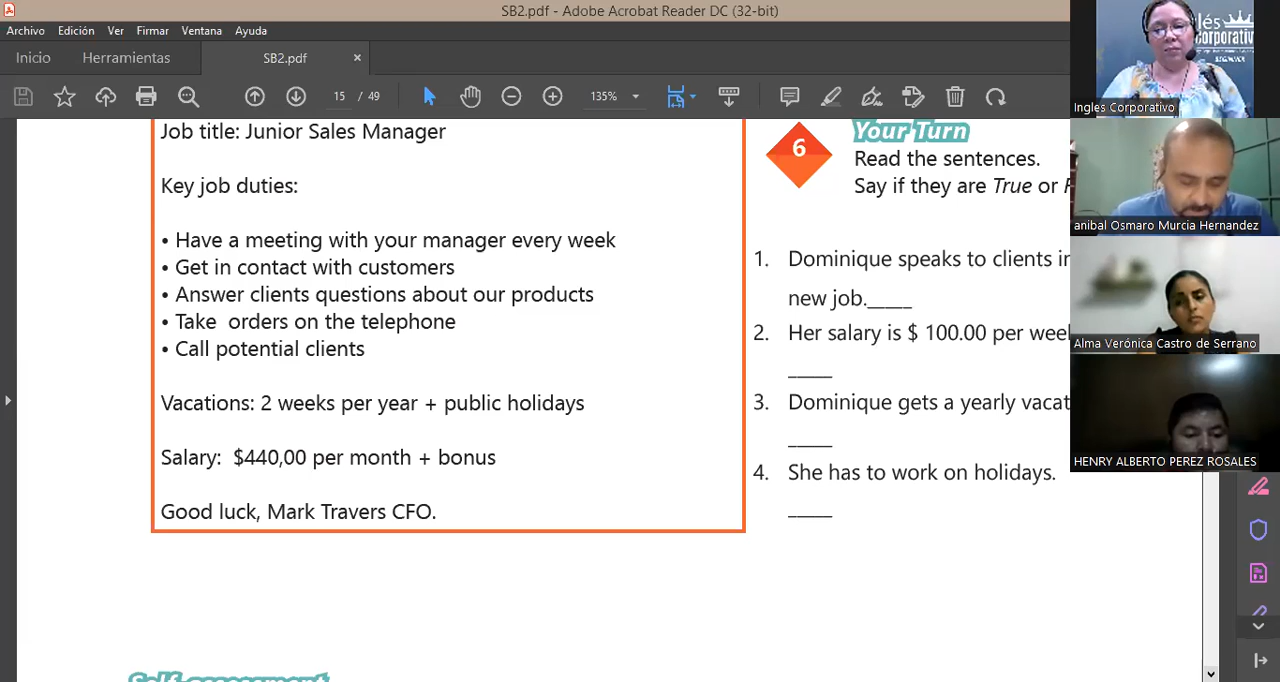 SB2.pdf - Adobe Acrobat Reader DC (32-bit)
Archivo Edición Ver Firmar Ventana Ayuda
Inicio Herramientas SB2.pdf ×
15 / 49 135%
Job title: Junior Sales Manager
Key job duties:
• Have a meeting with your manager every week
• Get in contact with customers
• Answer clients questions about our products
• Take orders on the telephone
• Call potential clients
Vacations: 2 weeks per year + public holidays
Salary: $440,00 per month + bonus
Good luck, Mark Travers CFO.
6
Your Turn
Read the sentences.
Say if they are True or
1. Dominique speaks to clients in
new job._____
2. Her salary is $ 100.00 per week
_____
3. Dominique gets a yearly vacat
_____
4. She has to work on holidays.
_____
Self-assessment
Ingles Corporativo
anibal Osmaro Murcia Hernandez
Alma Verónica Castro de Serrano
HENRY ALBERTO PEREZ ROSALES